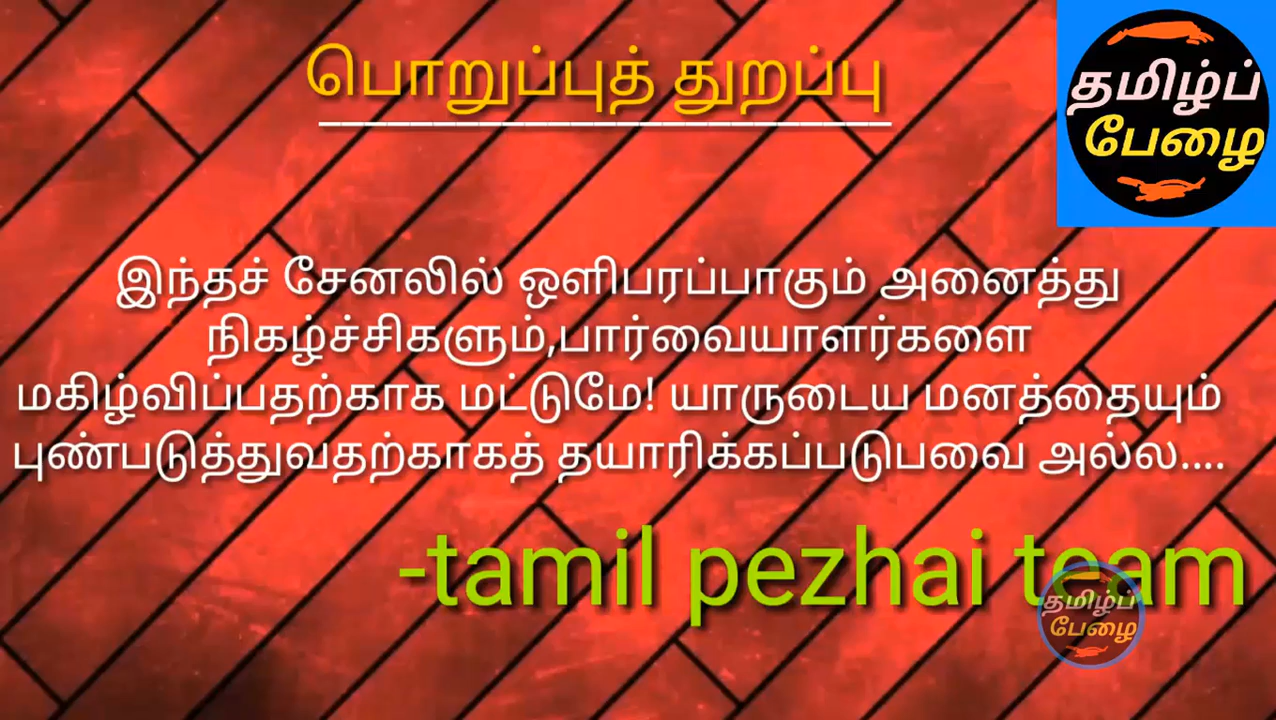 பொறுப்புத் துறப்பு
தமிழ்ப்
பேழை
இந்தச் சேனலில் ஒளிபரப்பாகும் அனைத்து
நிகழ்ச்சிகளும்,பார்வையாளர்களை
மகிழ்விப்பதற்காக மட்டுமே! யாருடைய மனத்தையும்
புண்படுத்துவதற்காகத் தயாரிக்கப்படுபவை அல்ல....
-tamil pezhai team
தமிழ்ப்
பேழை